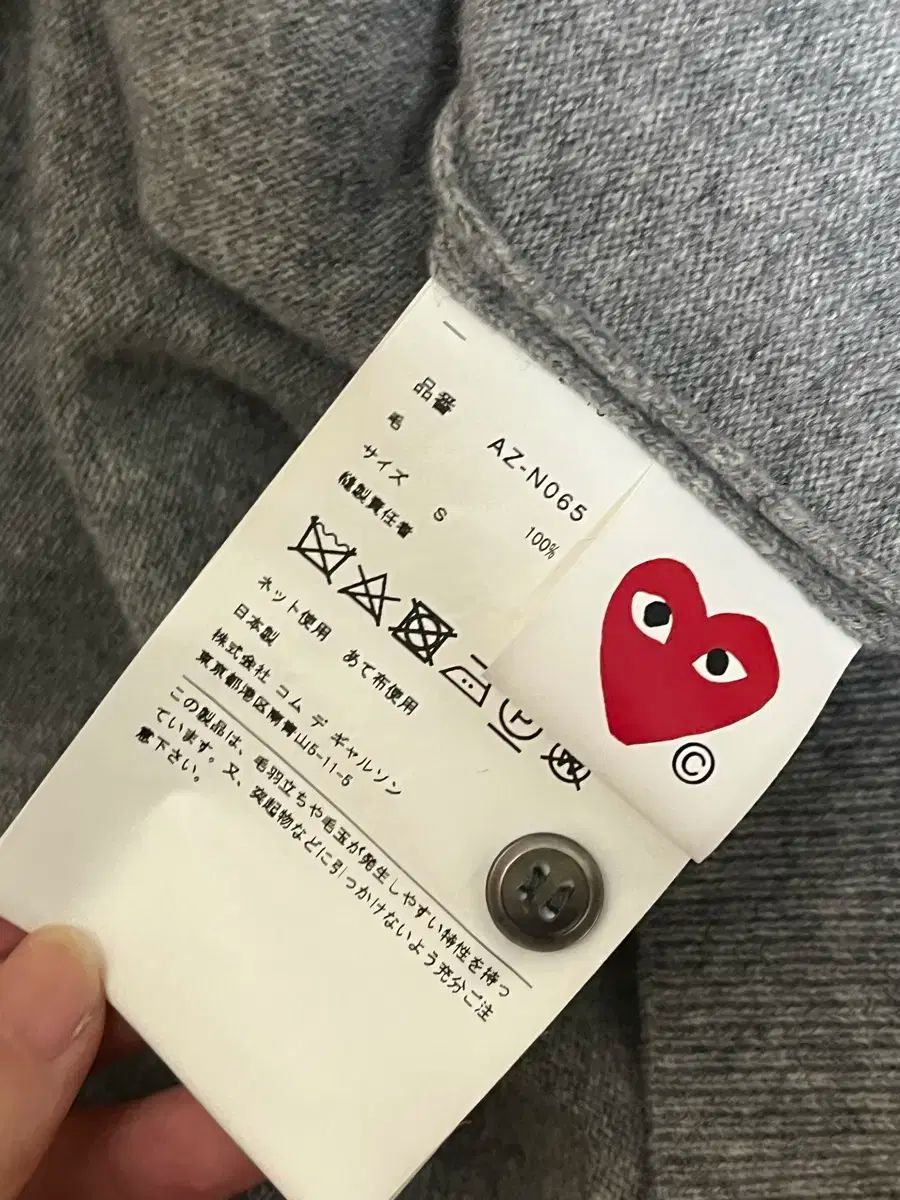 品番 AZ-N065
毛 100%
サイズ S
縫製責任者
ネット使用 あて布使用
日本製
株式会社 コム デ ギャルソン
東京都港区南青山5-11-5
この製品は、毛羽立ちや毛玉が発生しやすい特性を持つ
ています。又、突起物などに引っかけないよう充分ご注
意下さい。
©